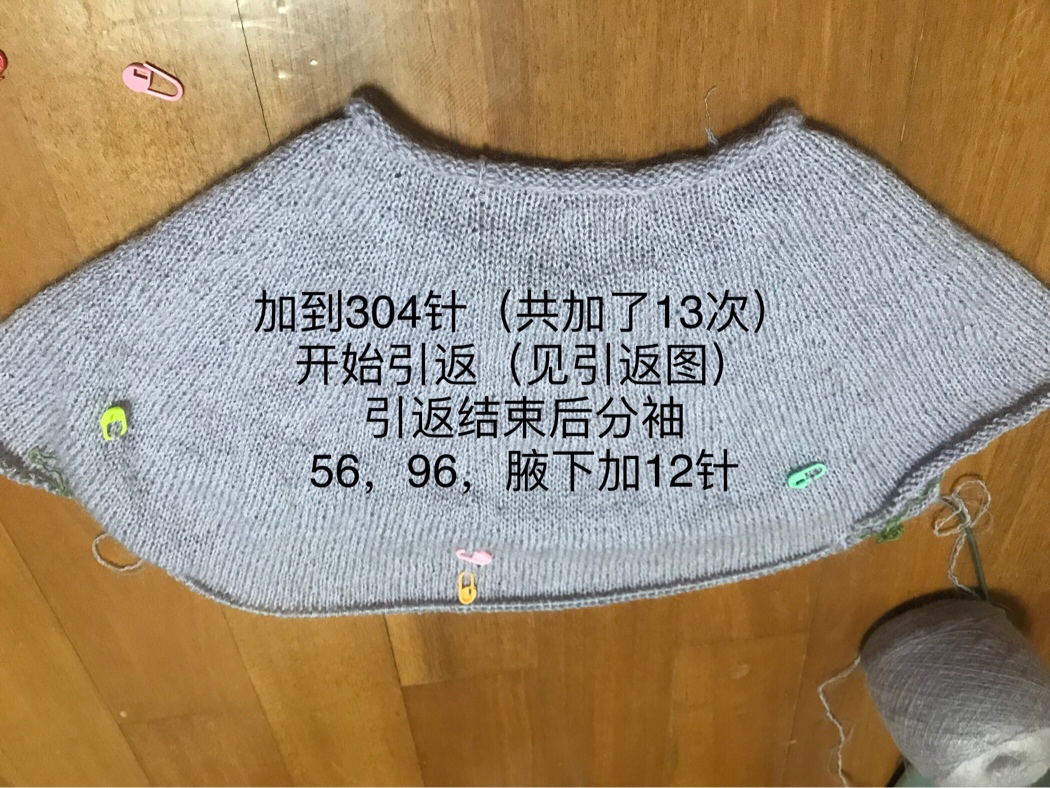 加到304针（共加了13次）
开始引返（见引返图）
引返结束后分袖
56，96，腋下加12针